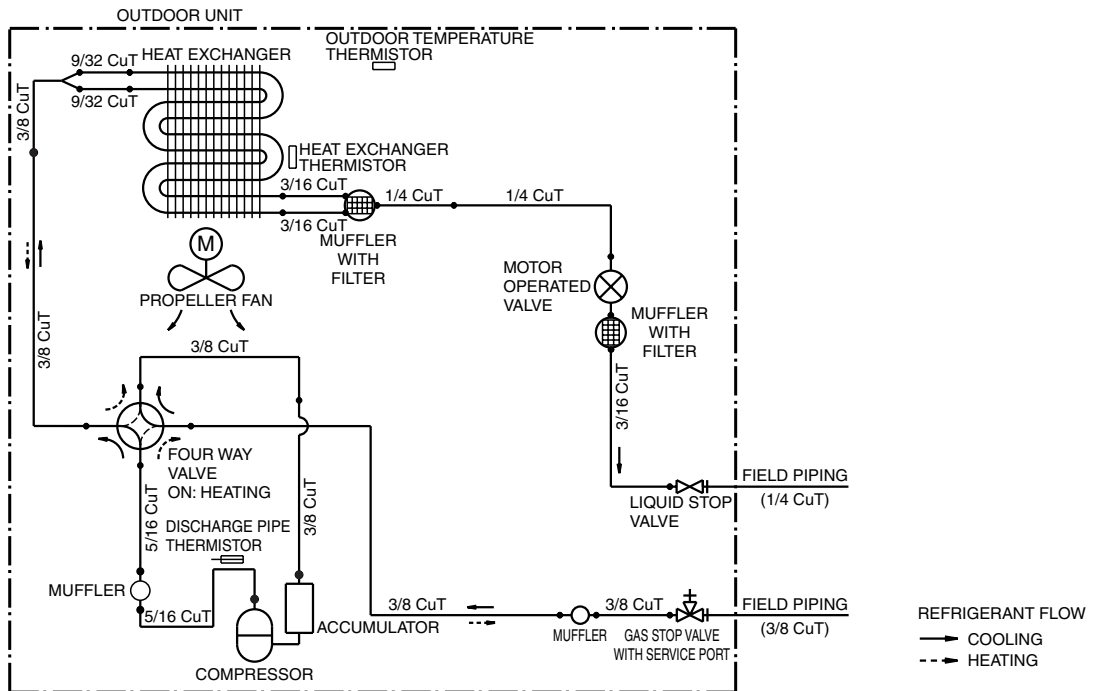 OUTDOOR UNIT
OUTDOOR TEMPERATURE
THERMISTOR
9/32 CuT
HEAT EXCHANGER
9/32 CuT
3/8 CuT
HEAT EXCHANGER
THERMISTOR
3/16 CuT
1/4 CuT
1/4 CuT
3/16 CuT
MUFFLER
WITH
FILTER
M
PROPELLER FAN
MOTOR
OPERATED
VALVE
MUFFLER
WITH
FILTER
3/8 CuT
3/8 CuT
3/16 CuT
FOUR WAY
VALVE
ON: HEATING
5/16 CuT
3/8 CuT
DISCHARGE PIPE
THERMISTOR
LIQUID STOP
VALVE
FIELD PIPING
(1/4 CuT)
MUFFLER
5/16 CuT
ACCUMULATOR
COMPRESSOR
3/8 CuT
MUFFLER
3/8 CuT
GAS STOP VALVE
WITH SERVICE PORT
FIELD PIPING
(3/8 CuT)
REFRIGERANT FLOW
COOLING
HEATING